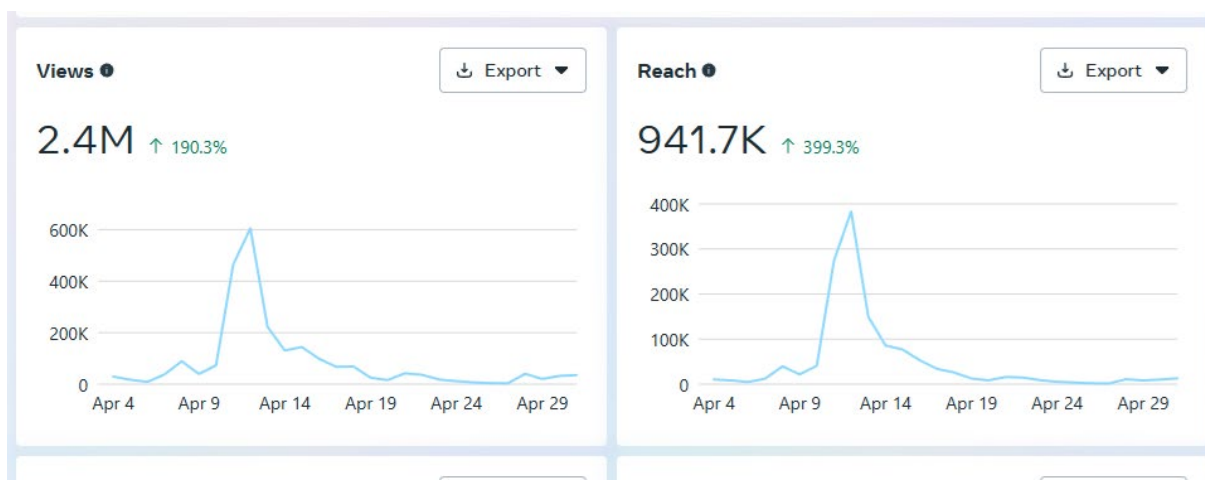 Views
Export
2.4M ↑ 190.3%
600K
400K
200K
0
Apr 4 Apr 9 Apr 14 Apr 19 Apr 24 Apr 29
Reach
Export
941.7K ↑ 399.3%
400K
300K
200K
100K
0
Apr 4 Apr 9 Apr 14 Apr 19 Apr 24 Apr 29